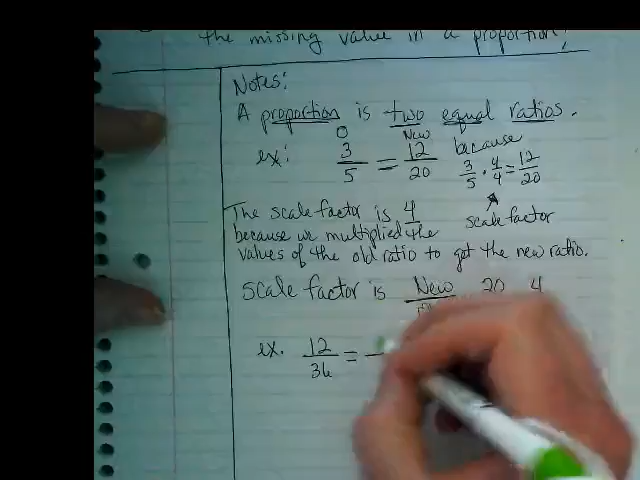 the missing value in a proportion!
Notes:
A proportion is two equal ratios.
O New
ex: 3/5 = 12/20 because 3/5 · 4/4 = 12/20
The scale factor is 4 scale factor
because we multiplied the
values of the old ratio to get the new ratio.
Scale factor is New 20 4
ex. 12/36 =